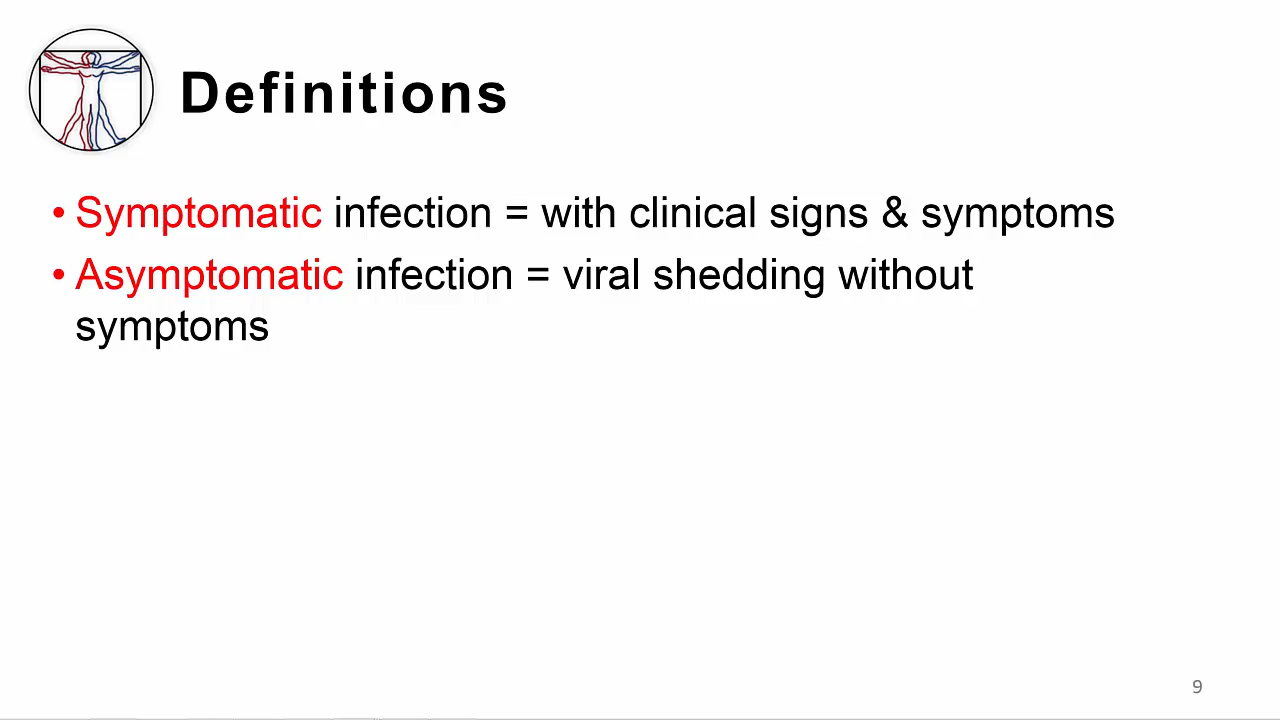 Definitions
• Symptomatic infection = with clinical signs & symptoms
• Asymptomatic infection = viral shedding without
symptoms
9